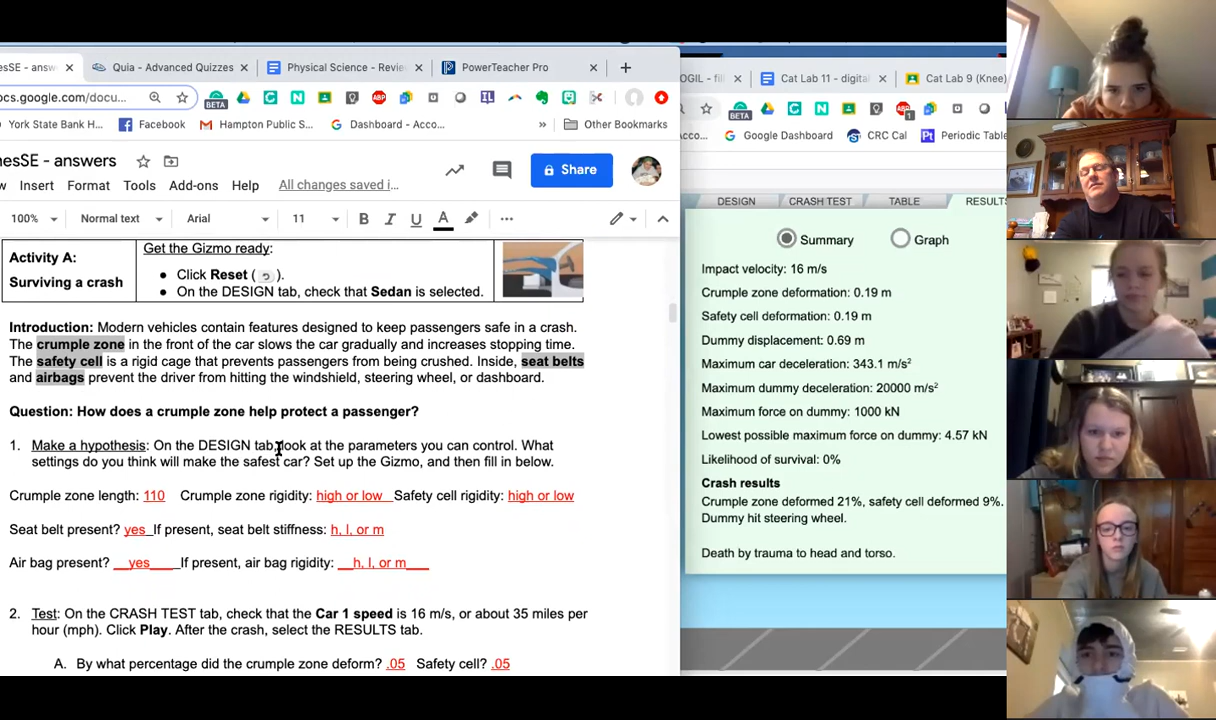 esSE - answ
Quia - Advanced Quizzes
Physical Science - Revie
PowerTeacher Pro
ocs.google.com/docu...
BETA
York State Bank H...
Facebook
Hampton Public S...
Dashboard - Acco...
Other Bookmarks
nesSE - answers
Insert Format Tools Add-ons Help All changes saved i...
Share
100% Normal text Arial 11 B I U A
Activity A:
Surviving a crash
Get the Gizmo ready:
● Click Reset ( ).
● On the DESIGN tab, check that Sedan is selected.
Introduction: Modern vehicles contain features designed to keep passengers safe in a crash.
The crumple zone in the front of the car slows the car gradually and increases stopping time.
The safety cell is a rigid cage that prevents passengers from being crushed. Inside, seat belts
and airbags prevent the driver from hitting the windshield, steering wheel, or dashboard.
Question: How does a crumple zone help protect a passenger?
1. Make a hypothesis: On the DESIGN tab, look at the parameters you can control. What
settings do you think will make the safest car? Set up the Gizmo, and then fill in below.
Crumple zone length: 110 Crumple zone rigidity: high or low Safety cell rigidity: high or low
Seat belt present? yes If present, seat belt stiffness: h, l, or m
Air bag present? __yes____If present, air bag rigidity: __h, l, or m___
2. Test: On the CRASH TEST tab, check that the Car 1 speed is 16 m/s, or about 35 miles per
hour (mph). Click Play. After the crash, select the RESULTS tab.
A. By what percentage did the crumple zone deform? .05 Safety cell? .05
OGIL - fill
Cat Lab 11 - digital
Cat Lab 9 (Knee)
BETA
Acco...
Google Dashboard
CRC Cal
Pt Periodic Table
DESIGN CRASH TEST TABLE RESULTS
Summary Graph
Impact velocity: 16 m/s
Crumple zone deformation: 0.19 m
Safety cell deformation: 0.19 m
Dummy displacement: 0.69 m
Maximum car deceleration: 343.1 m/s²
Maximum dummy deceleration: 20000 m/s²
Maximum force on dummy: 1000 kN
Lowest possible maximum force on dummy: 4.57 kN
Likelihood of survival: 0%
Crash results
Crumple zone deformed 21%, safety cell deformed 9%.
Dummy hit steering wheel.
Death by trauma to head and torso.